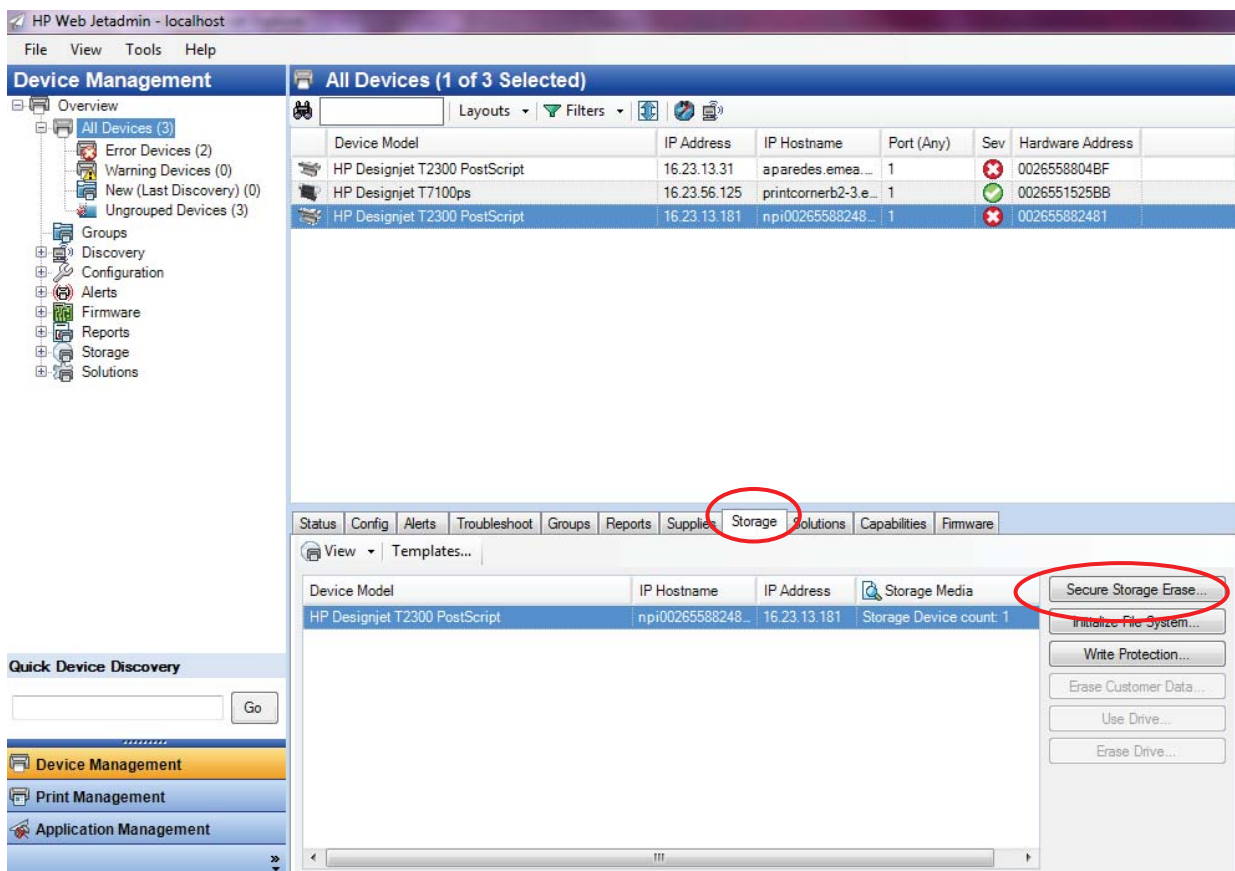 HP Web Jetadmin - localhost
File View Tools Help
Device Management
Overview
All Devices (3)
Error Devices (2)
Warning Devices (0)
New (Last Discovery) (0)
Ungrouped Devices (3)
Groups
Discovery
Configuration
Alerts
Firmware
Reports
Storage
Solutions
Quick Device Discovery
Go
Device Management
Print Management
Application Management
All Devices (1 of 3 Selected)
Layouts Filters
Device Model IP Address IP Hostname Port (Any) Sev Hardware Address
HP Designjet T2300 PostScript 16.23.13.31 aparedes.emea.... 1 0026558804BF
HP Designjet T7100ps 16.23.56.125 printcornerb2-3.e... 1 0026551525BB
HP Designjet T2300 PostScript 16.23.13.181 npi00265588248... 1 002655882481
Status Config Alerts Troubleshoot Groups Reports Supplies Storage Solutions Capabilities Firmware
View Templates...
Device Model IP Hostname IP Address Storage Media
HP Designjet T2300 PostScript npi00265588248... 16.23.13.181 Storage Device count: 1
Secure Storage Erase...
Initialize File System...
Write Protection...
Erase Customer Data...
Use Drive...
Erase Drive...